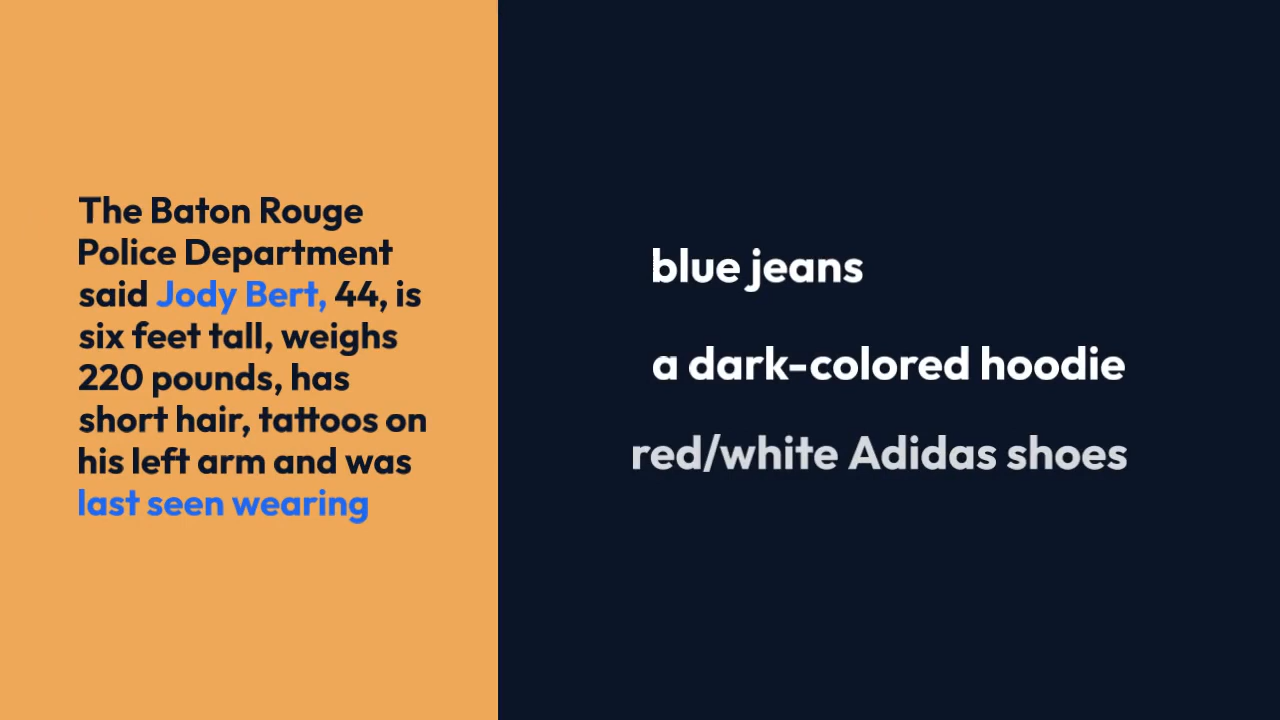 The Baton Rouge
Police Department
said Jody Bert, 44, is
six feet tall, weighs
220 pounds, has
short hair, tattoos on
his left arm and was
last seen wearing
blue jeans
a dark-colored hoodie
red/white Adidas shoes